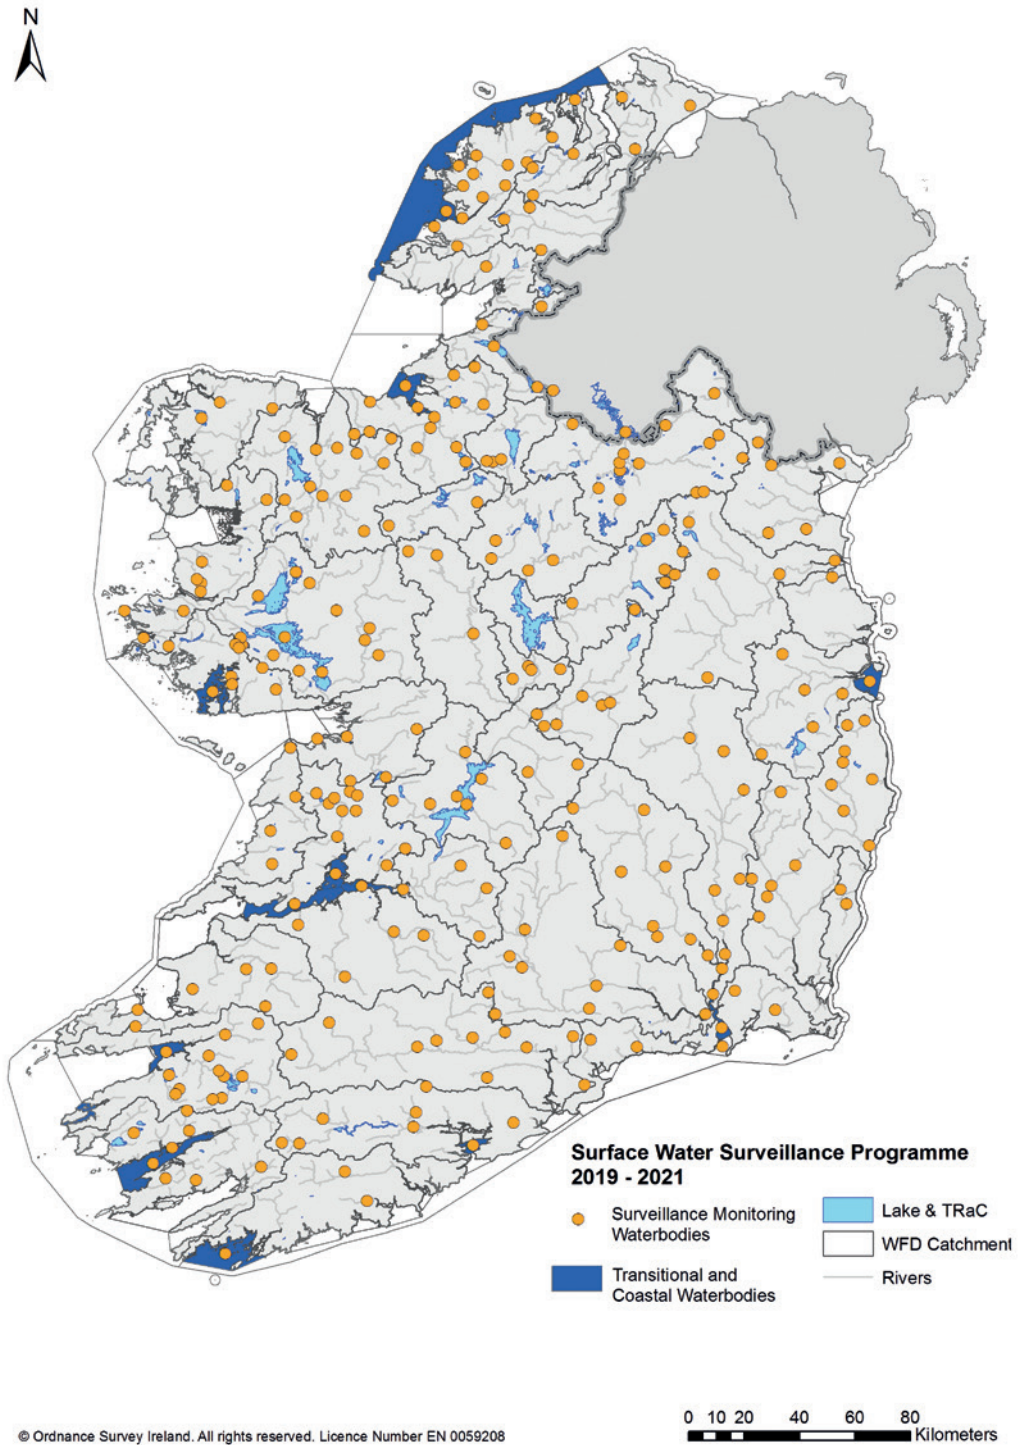 N
Surface Water Surveillance Programme
2019 - 2021
Surveillance Monitoring
Waterbodies
Transitional and
Coastal Waterbodies
Lake & TRaC
WFD Catchment
Rivers
0 10 20 40 60 80
Kilometers
© Ordnance Survey Ireland. All rights reserved. Licence Number EN 0059208